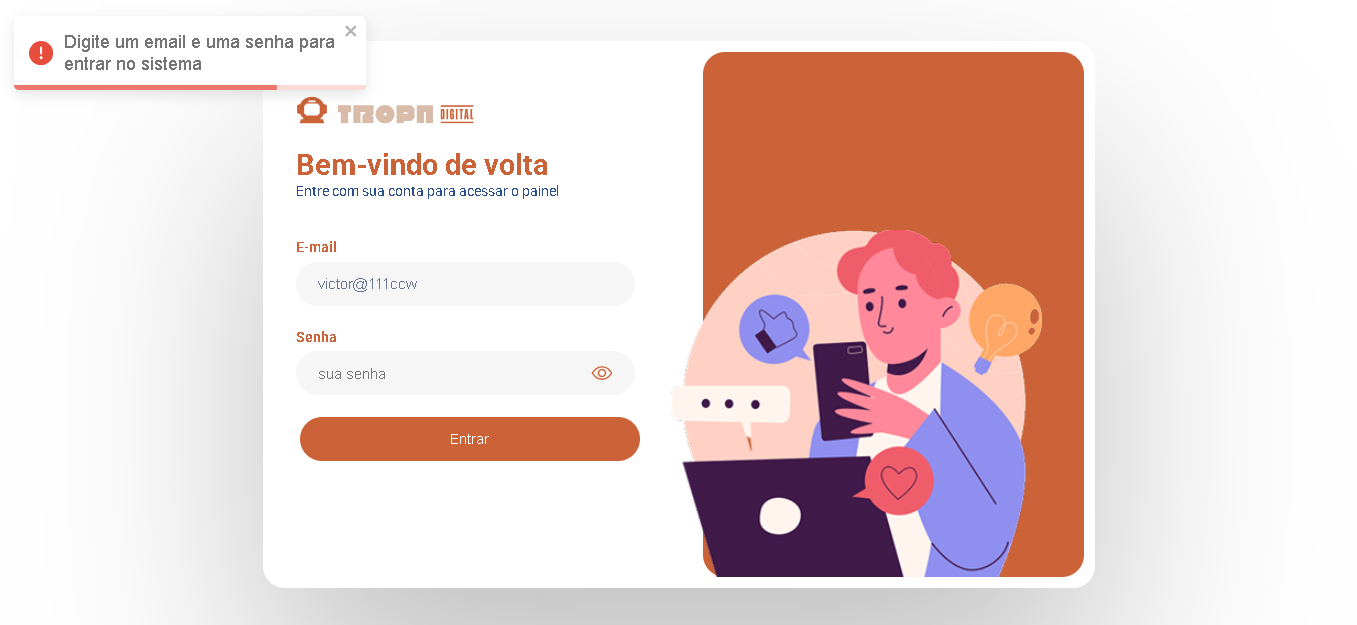 Digite um email e uma senha para
entrar no sistema
TROPA DIGITAL
Bem-vindo de volta
Entre com sua conta para acessar o painel
E-mail
victor@111ccw
Senha
sua senha
Entrar